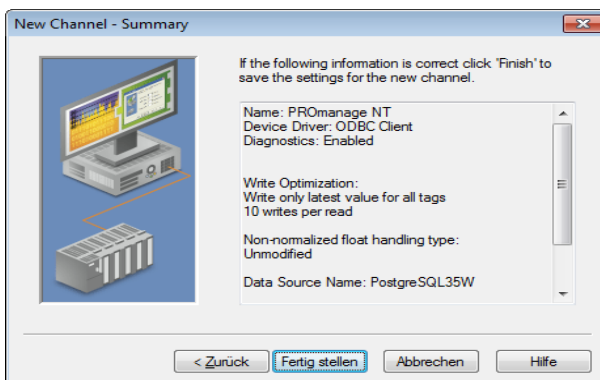 New Channel - Summary
If the following information is correct click 'Finish' to
save the settings for the new channel.
Name: PROmanage NT
Device Driver: ODBC Client
Diagnostics: Enabled
Write Optimization:
Write only latest value for all tags
10 writes per read
Non-normalized float handling type:
Unmodified
Data Source Name: PostgreSQL35W
< Zurück
Fertig stellen
Abbrechen
Hilfe